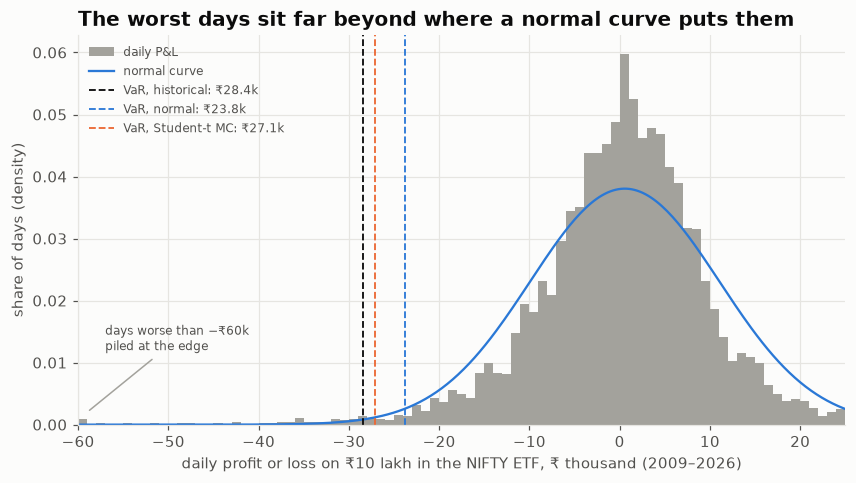 The worst days sit far beyond where a normal curve puts them
share of days (density)
0.06
0.05
0.04
0.03
0.02
0.01
0.00
daily P&L
normal curve
VaR, historical: ₹28.4k
VaR, normal: ₹23.8k
VaR, Student-t MC: ₹27.1k
days worse than −₹60k
piled at the edge
−60 −50 −40 −30 −20 −10 0 10 20
daily profit or loss on ₹10 lakh in the NIFTY ETF, ₹ thousand (2009–2026)